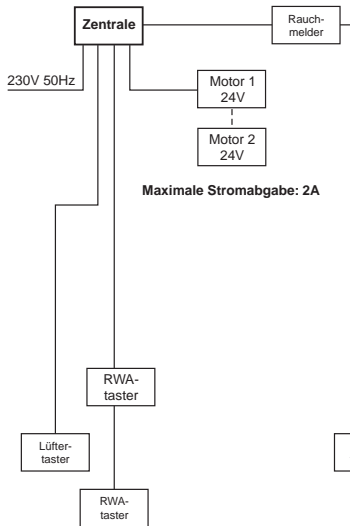 Zentrale
Rauch-
melder
230V 50Hz
Motor 1
24V
Motor 2
24V
Maximale Stromabgabe: 2A
RWA-
taster
Lüfter-
taster
RWA-
taster